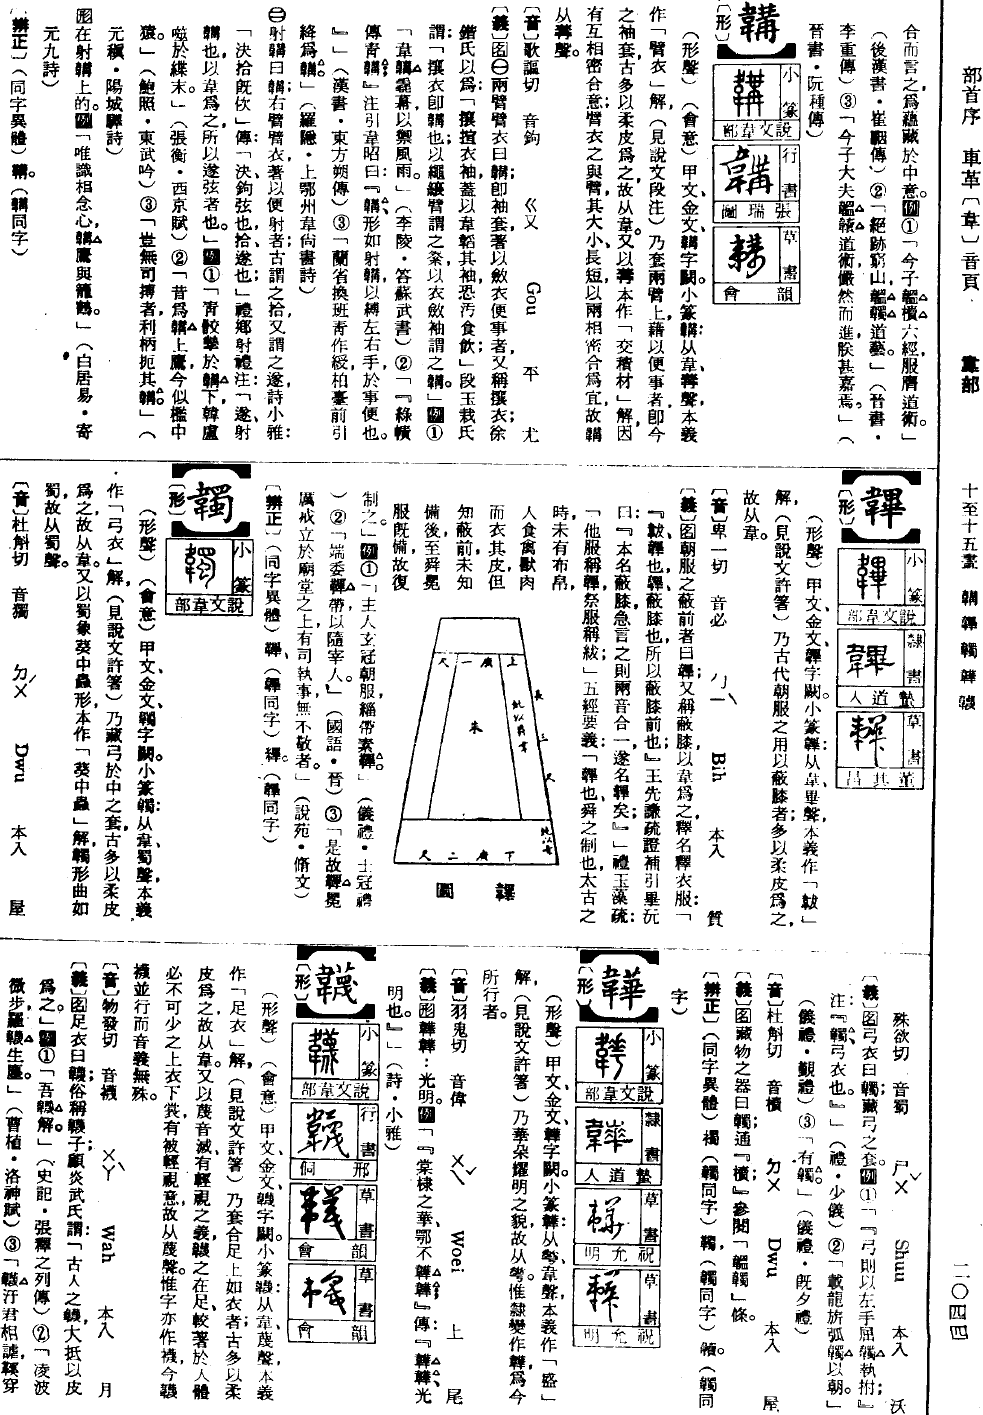 部首序　車革〔韋〕音頁　韋部
十至十五畫　韝韠韣韡韤
二〇四四
合而言之爲蘊藏於中意。例①「今子韞櫝六經服膺道術。」
（後漢書・崔駰傳）②「絕跡窮山韞韣道藝。」（晉書・
李重傳）③「今子大夫韞韥道術儼然而進朕甚嘉焉。」（
晉書・阮种傳）
韝
〔形〕
小篆　說文韋部
行書　張瑞圖
草書　韻會
（形聲）（會意）甲文、金文、韝字闕。小篆韝：从韋冓聲，本義
作「臂衣」解，（見說文段注）乃套兩臂上藉以便事者，即今
之袖套，古多以柔皮爲之，故从韋。又以冓本作「交積材」解，因
有互相密合意，臂衣之與臂，其大小、長短以兩相密合爲宜，故韝
从冓聲。
〔音〕歌謳切　音鉤　ㄍㄡ　Gou　平　尤
〔義〕名㊀兩臂臂衣曰韝，即袖套，著以斂衣便事者，又稱攘衣；徐
鍇氏以爲「攘揎衣袖，蓋以韋韜其袖恐汚食飲；」段玉栽氏
謂：「攘衣即韝也，以繩纕臂謂之絭，以衣斂袖謂之韝。」例①
「韋韝毳幕以禦風雨。」（李陵・答蘇武書）②「『綠幘
傅青韝』注引韋昭曰：『韝、形如射韝，以縛左右手，於事便也。
』」（漢書・東方朔傳）③「蘭省換班青作綬，柏臺前引
絳爲韝。」（羅隱・上鄂州韋尙書詩）
㊁射韝曰韝；右臂臂衣，著以便射者，古謂之拾，又謂之遂，詩小雅：
「決拾旣佽」傳：「決、鉤弦也，拾、遂也」禮鄉射禮注：「遂、射
韝也，以韋爲之，所以遂弦者也。」例①「靑骹摯於韝下，韓盧
噬於緤末。」（張衡・西京賦）②「昔爲韝上鷹，今似檻中
猿」（鮑照・東武吟）③「豈無司搏者，利柄扼其韝。」（
元稹・陽城驛詩）
形在射韝上的。例「唯識相念心，韝鷹與籠鶴。」（白居易・寄
元九詩）
〔辨正〕（同字異體）鞲。（韝同字）
韠
〔形〕
小篆　說文韋部
隸書　蟄道人
草書　董其昌
（形聲）甲文、金文、韠字闕。小篆韠：从韋畢聲，本義作「韍」
解，（見說文許箸）乃古代朝服之用以蔽膝者，多以柔皮爲之，
故从韋。
〔音〕卑一切　音必　ㄅㄧˋ　Bih　本入　質
〔義〕名朝服之蔽前者曰韠，又稱蔽膝，以韋爲之，釋名釋衣服：「
『韍，韠也，韠、蔽膝也，所以蔽膝前也；』王先謙疏證補引畢沅
曰：『本名蔽膝，急言之則兩音合一，遂名韠矣』」禮玉藻疏：
「他服稱韠，祭服稱紱」五經要義：「韠也、舜之制也，太古之
時，未有布帛，
人食禽獸肉
而衣其皮，但
知蔽前未知
備後，至舜冕
服旣備，故復
制之」例①「主人玄冠朝服，緇帶素韠。」（儀禮・士冠禮
）②「端委韠帶以隨宰人。」（國語・晉）③「是故韠冕
厲戒立於廟堂之上，有司執事無不敬者。」（說苑・脩文）
〔辨正〕（同字異體）鞸。（韠同字）縪。（韠同字）
上廣一尺
長三尺
紕以爵韋
朱
紕以素
下廣二尺
韠圖
韣
〔形〕
小篆　說文韋部
（形聲）（會意）甲文、金文、韣字闕。小篆韣：从韋蜀聲，本義
作「弓衣」解，（見說文許箸）乃藏弓於中之套，古多以柔皮
爲之，故从韋。又以蜀象葵中蟲形，本作「葵中蟲」解，韣形曲如
蜀，故从蜀聲。
〔音〕杜斛切　音獨　ㄉㄨˊ　Dwu　本入　屋
殊欲切　音蜀　ㄕㄨˇ　Shuu　本入　沃
〔義〕名弓衣曰韣；藏弓之套。例①「『弓則以左手屈韣執拊；』
注：『韣、弓衣也。』」（禮・少儀）②「載龍旂弧韣以朝。」
（儀禮・覲禮）③「有韣。」（儀禮・旣夕禮）
〔音〕杜斛切　音櫝　ㄉㄨˊ　Dwu　本入　屋
〔義〕名藏物之器曰韣；通「櫝」參閱「韞韣」條。
〔辨正〕（同字異體）襡（韣同字）䪅，（韣同字）韥。（韣同
字）
韡
〔形〕
小篆　說文韋部
隸書　蟄道人
草書　祝允明
草書　祝允明
（形聲）甲文、金文、韡字闕。小篆韡：从𠌶韋聲，本義作「盛」
解，（見說文許箸）乃華朵耀明之貌，故从𠌶。惟隸變作韡，爲今
所行者。
〔音〕羽鬼切　音偉　ㄨㄟˇ　Woei　上　尾
〔義〕形韡韡：光明。例「『棠棣之華，鄂不韡韡』傳：『韡韡、光
明也。』」（詩・小雅）
韤
〔形〕
小篆　說文韋部
行書　邢侗
草書　韻會
草書　韻會
（形聲）（會意）甲文、金文、韤字闕。小篆韤：从韋蔑聲，本義
作「足衣」解，（見說文許箸）乃套合足上如衣者；古多以柔
皮爲之，故从韋。又以蔑音滅，有輕視之義，韤之在足，較著於人體
必不可少之上衣下裳有被輕視意，故从蔑聲。惟字亦作襪，今韤
襪並行而音義無殊。
〔音〕物發切　音襪　ㄨㄚˋ　Wah　本入　月
〔義〕名足衣曰韤；俗稱韤子，顧炎武氏謂：「古人之韤，大抵以皮
爲之。」例①「吾韤解」（史記・張釋之列傳）②「凌波
微步，羅韤生塵。」（曹植・洛神賦）③「韤汙君相謔，鞵穿